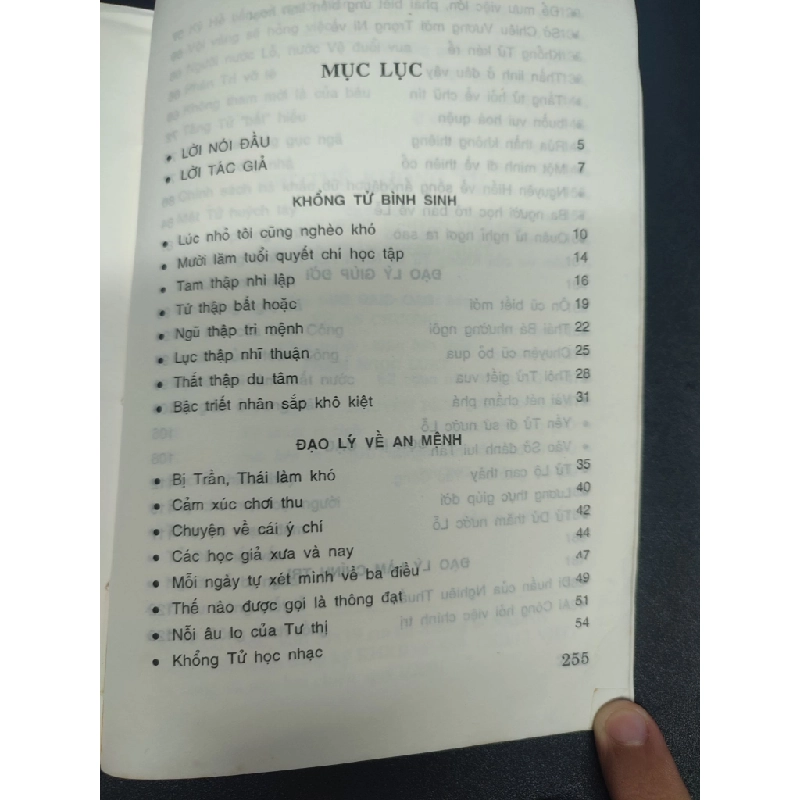 MỤC LỤC
• LỜI NÓI ĐẦU 5
• LỜI TÁC GIẢ 7
KHỔNG TỬ BÌNH SINH
• Lúc nhỏ tôi cũng nghèo khó 10
• Mười lăm tuổi quyết chí học tập 14
• Tam thập nhi lập 16
• Tứ thập bất hoặc 19
• Ngũ thập tri mệnh 22
• Lục thập nhĩ thuận 25
• Thất thập du tâm 28
• Bậc triết nhân sắp khô kiệt 31
ĐẠO LÝ VỀ AN MỆNH
• Bị Trần, Thái làm khó 35
• Cảm xúc chơi thu 40
• Chuyện về cái ý chí 42
• Các học giả xưa và nay 44
• Mỗi ngày tự xét mình về ba điều 47
• Thế nào được gọi là thông đạt 49
• Nỗi âu lo của Tư thị 51
• Khổng Tử học nhạc 54
255